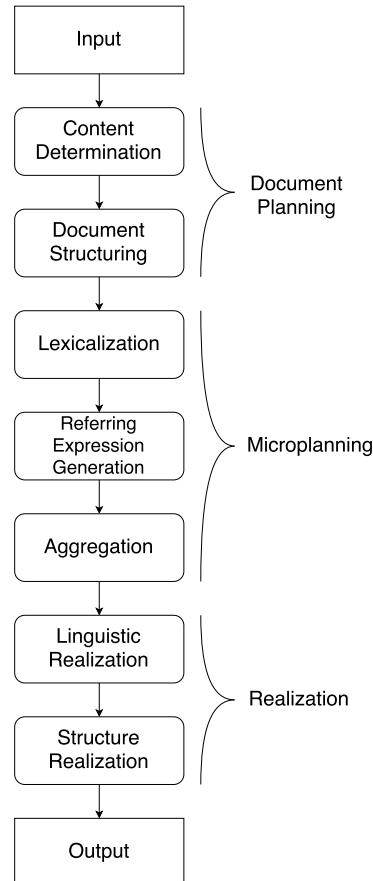 Input
Content
Determination
Document
Planning
Document
Structuring
Lexicalization
Referring
Expression
Generation
Microplanning
Aggregation
Linguistic
Realization
Realization
Structure
Realization
Output